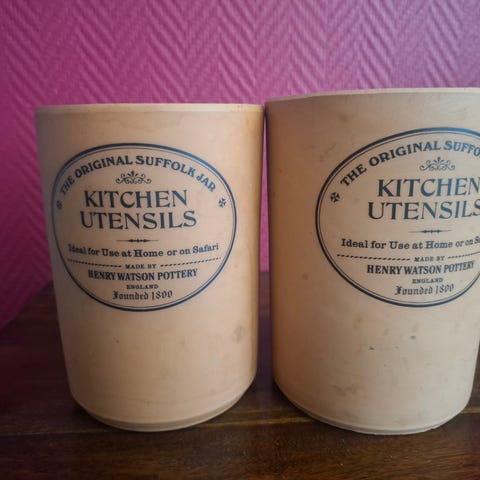 THE ORIGINAL SUFFOLK JAR
KITCHEN
UTENSILS
Ideal for Use at Home or on Safari
MADE BY
HENRY WATSON POTTERY
ENGLAND
Founded 1800
THE ORIGINAL SUFFO
KITCHEN
UTENSILS
Ideal for Use at Home or on Sa
MADE BY
HENRY WATSON POTTERY
ENGLAND
Founded 1800